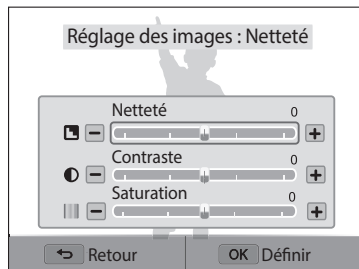 Réglage des images : Netteté
Netteté 0
Contraste 0
Saturation 0
Retour OK Définir